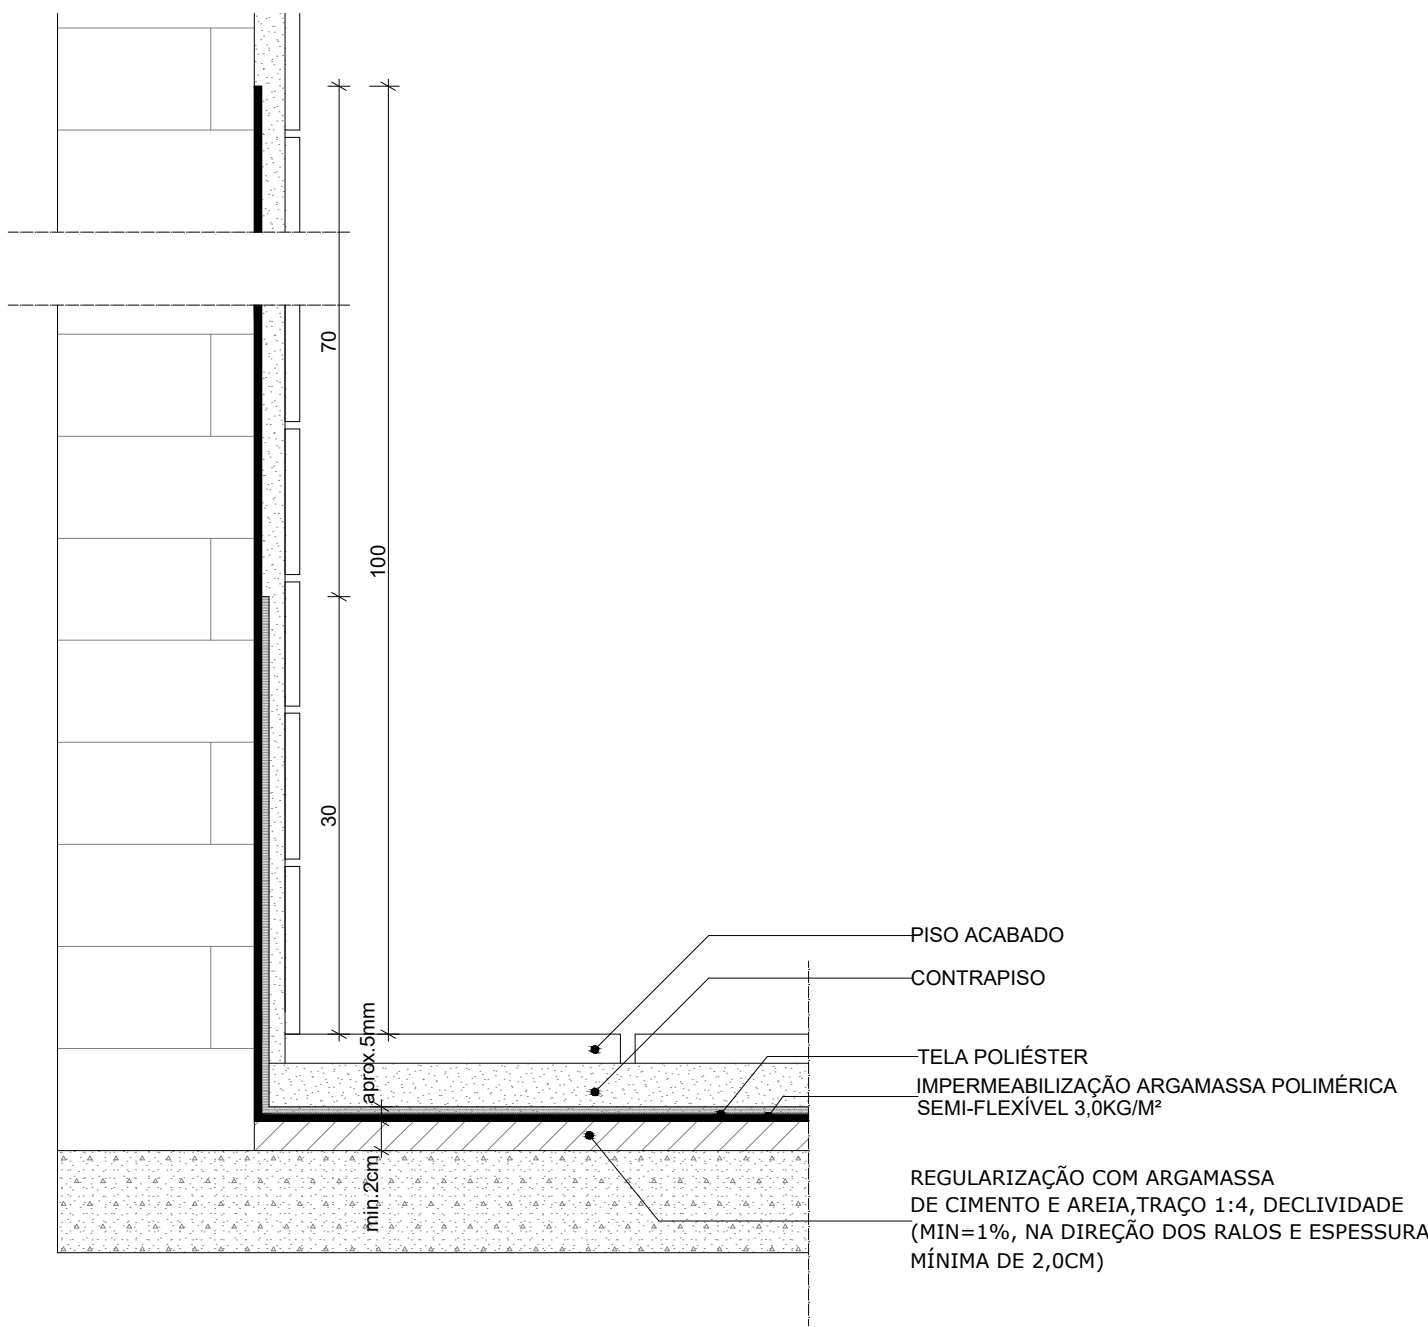 70
100
30
PISO ACABADO
CONTRAPISO
aprox.5mm
TELA POLIÉSTER
IMPERMEABILIZAÇÃO ARGAMASSA POLIMÉRICA
SEMI-FLEXÍVEL 3,0KG/M²
min.2cm
REGULARIZAÇÃO COM ARGAMASSA
DE CIMENTO E AREIA,TRAÇO 1:4, DECLIVIDADE
(MIN=1%, NA DIREÇÃO DOS RALOS E ESPESSURA
MÍNIMA DE 2,0CM)